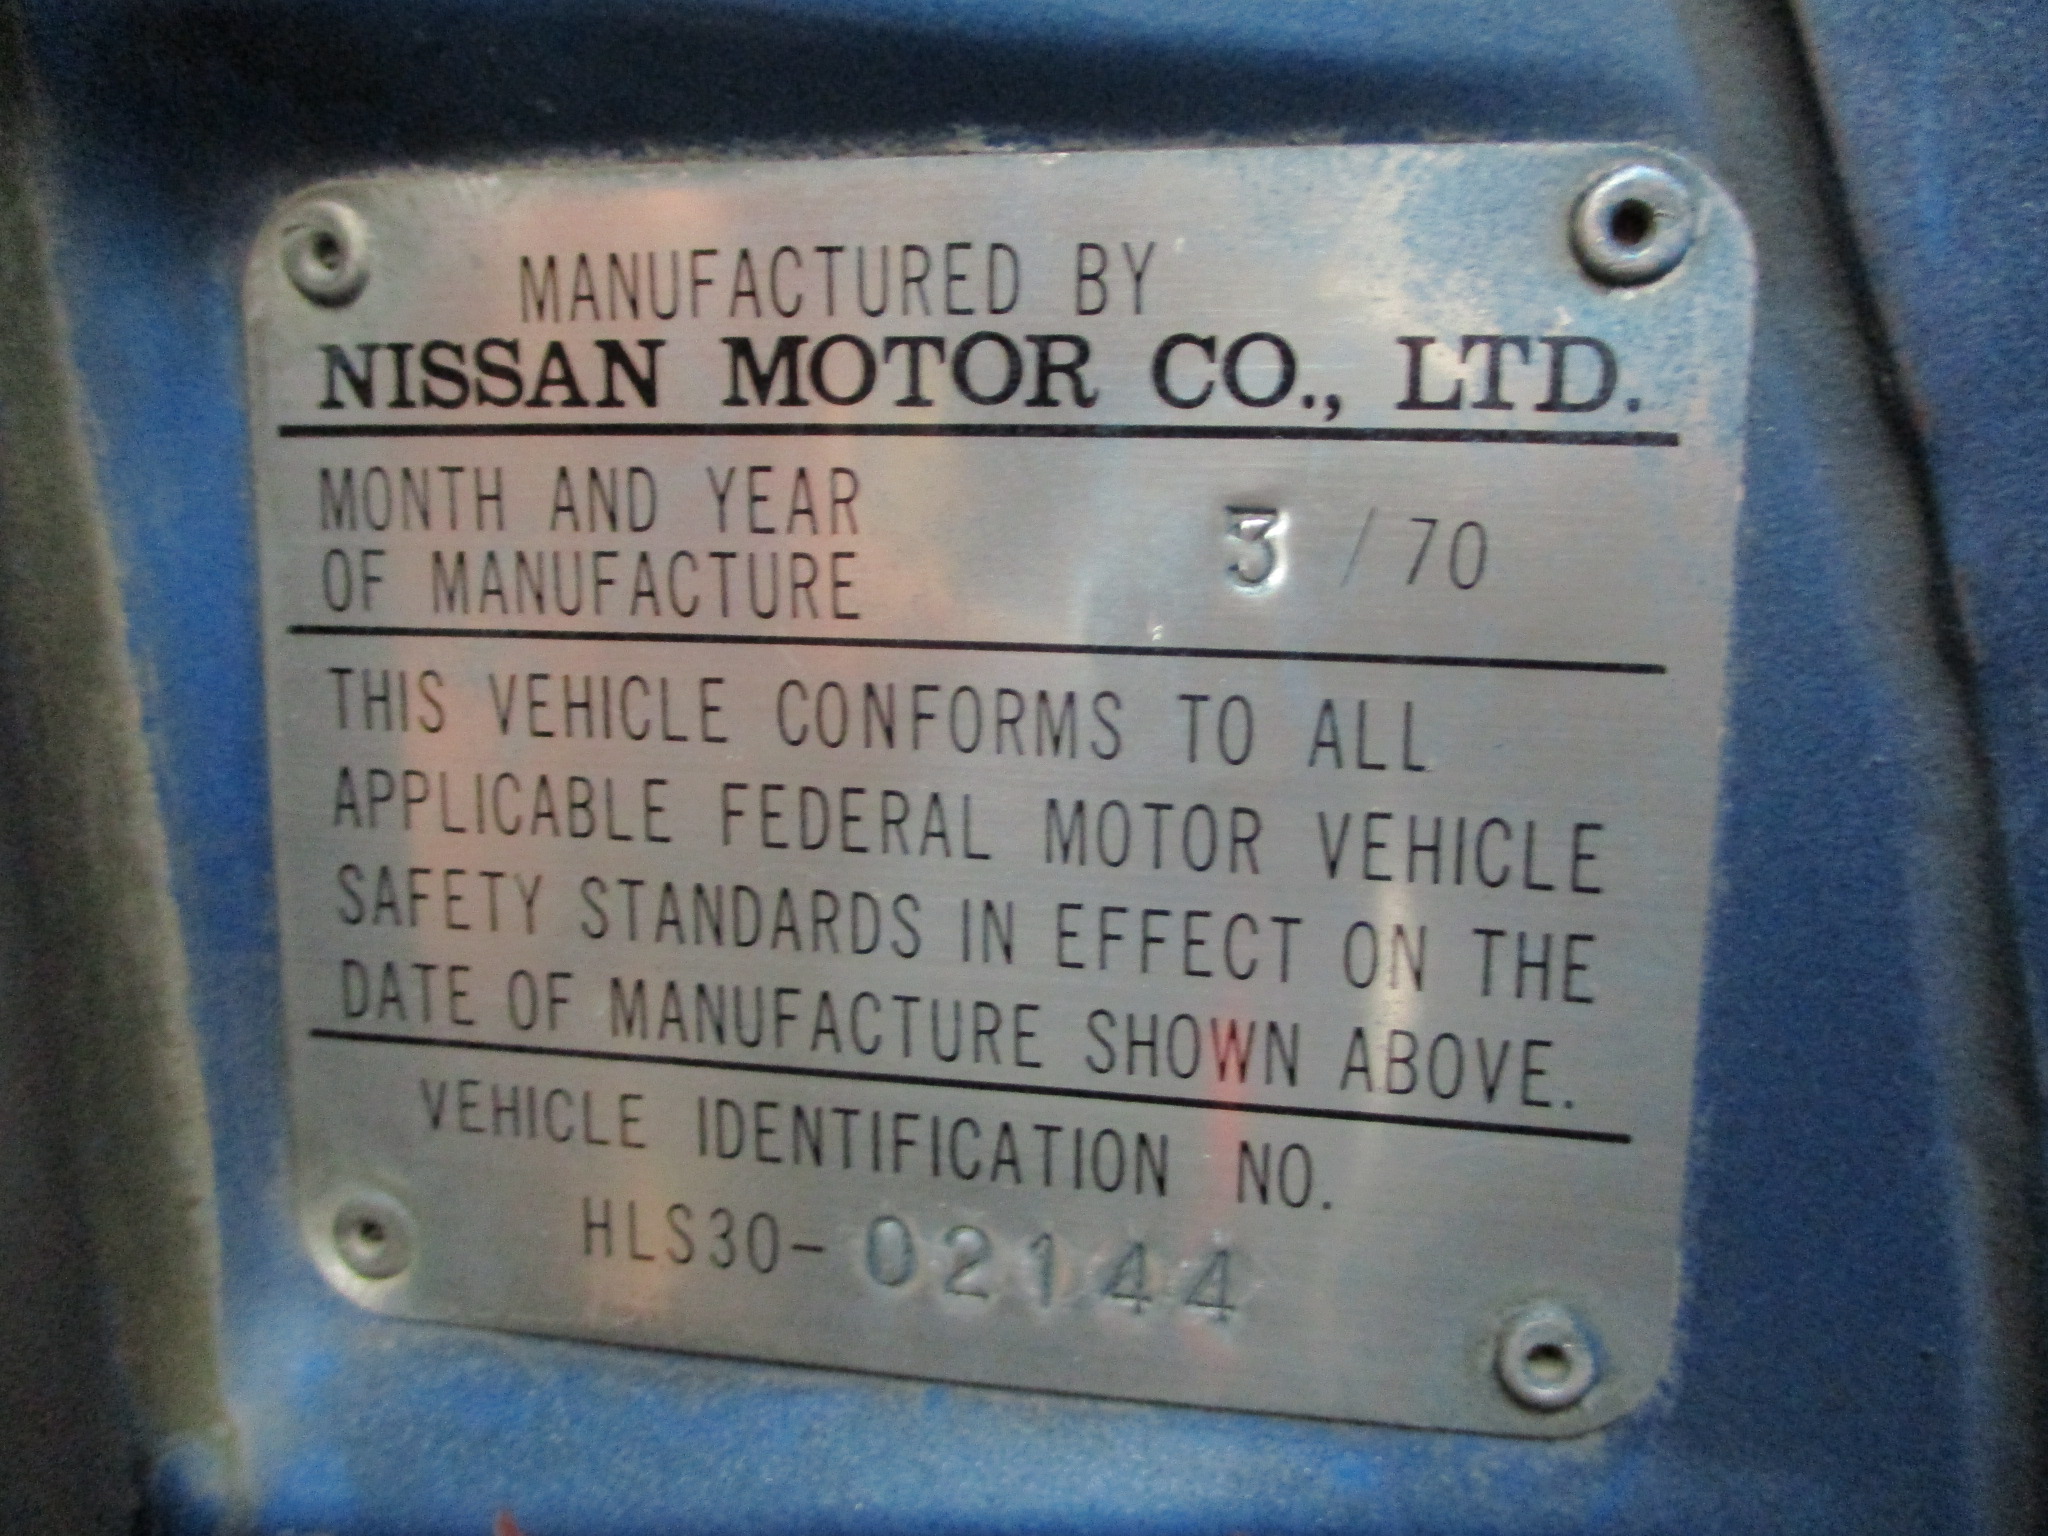 MANUFACTURED BY
NISSAN MOTOR CO., LTD.
MONTH AND YEAR
OF MANUFACTURE 3 / 70
THIS VEHICLE CONFORMS TO ALL
APPLICABLE FEDERAL MOTOR VEHICLE
SAFETY STANDARDS IN EFFECT ON THE
DATE OF MANUFACTURE SHOWN ABOVE.
VEHICLE IDENTIFICATION NO.
HLS30-02144